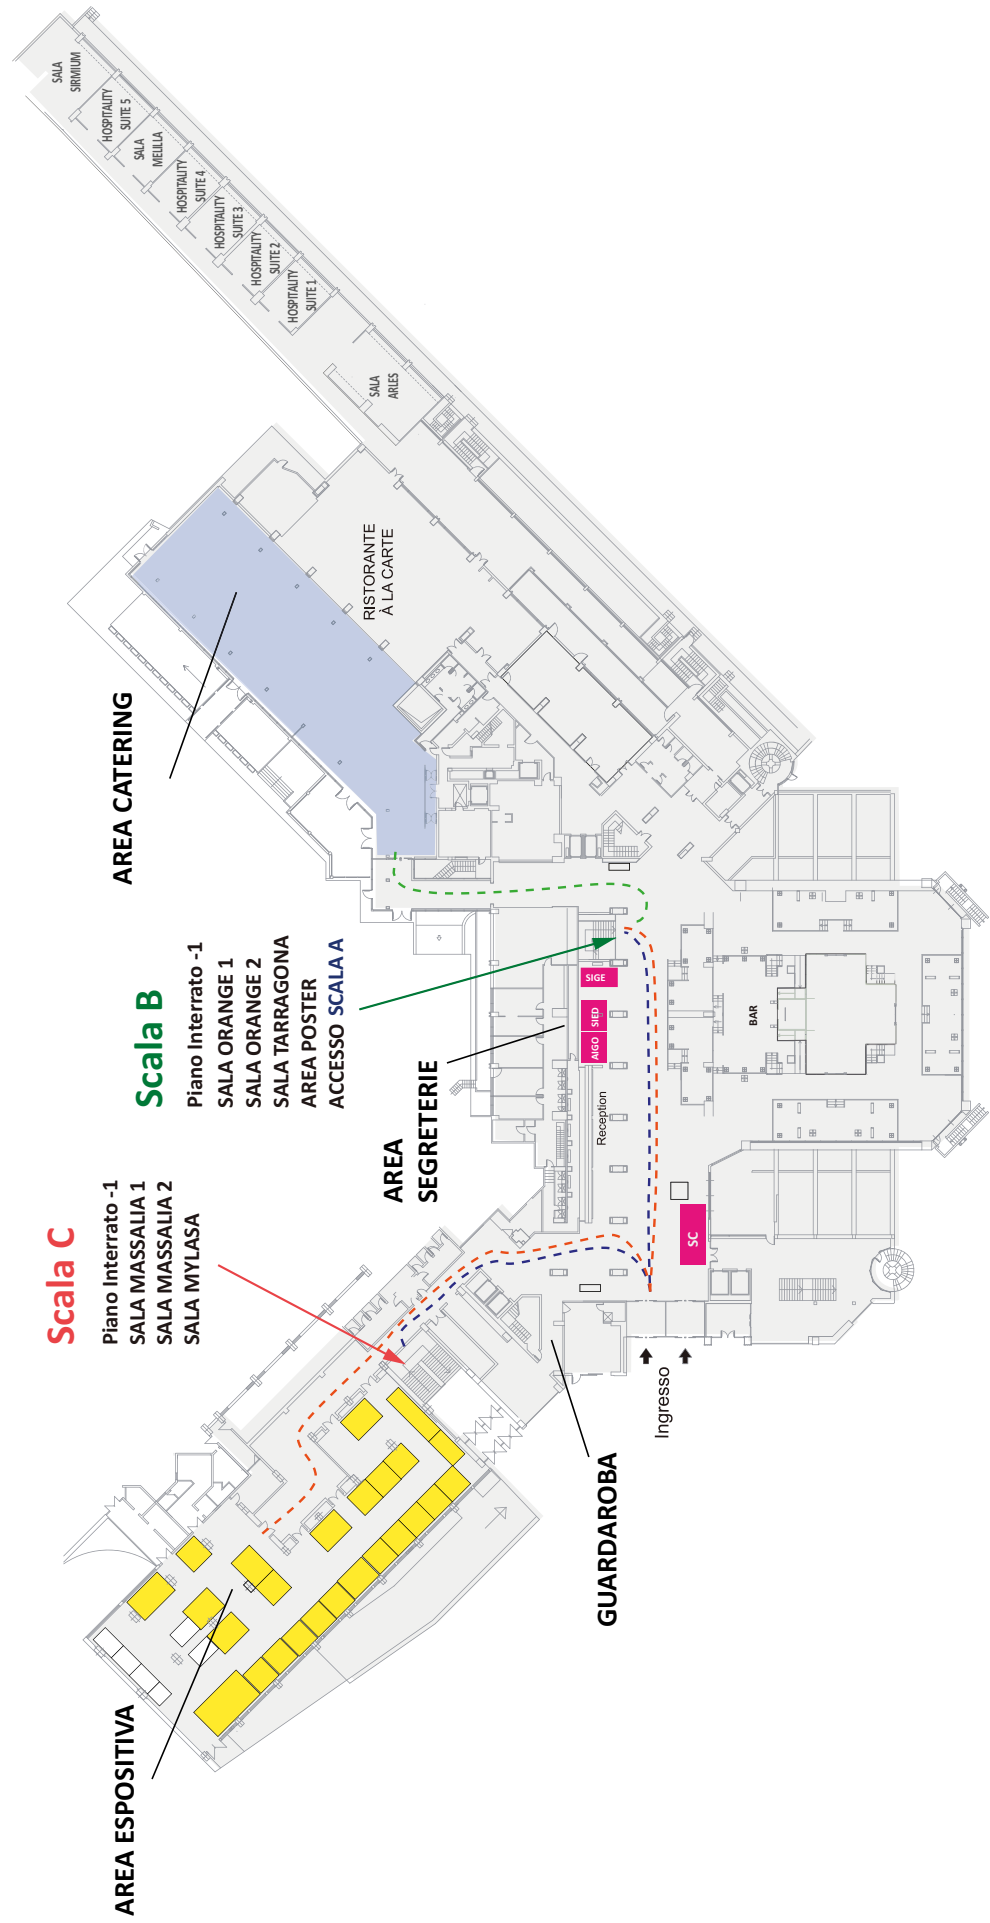 SALA
SIRMIUM
HOSPITALITY
SUITE 5
SALA
MELILLA
HOSPITALITY
SUITE 4
HOSPITALITY
SUITE 3
HOSPITALITY
SUITE 2
HOSPITALITY
SUITE 1
SALA
ARLES
RISTORANTE
À LA CARTE
AREA CATERING
Scala B
Piano Interrato -1
SALA ORANGE 1
SALA ORANGE 2
SALA TARRAGONA
AREA POSTER
ACCESSO SCALA A
SIGE
SIED
AIGO
BAR
AREA
SEGRETERIE
Reception
Scala C
Piano Interrato -1
SALA MASSALIA 1
SALA MASSALIA 2
SALA MYLASA
SC
Ingresso
GUARDAROBA
AREA ESPOSITIVA